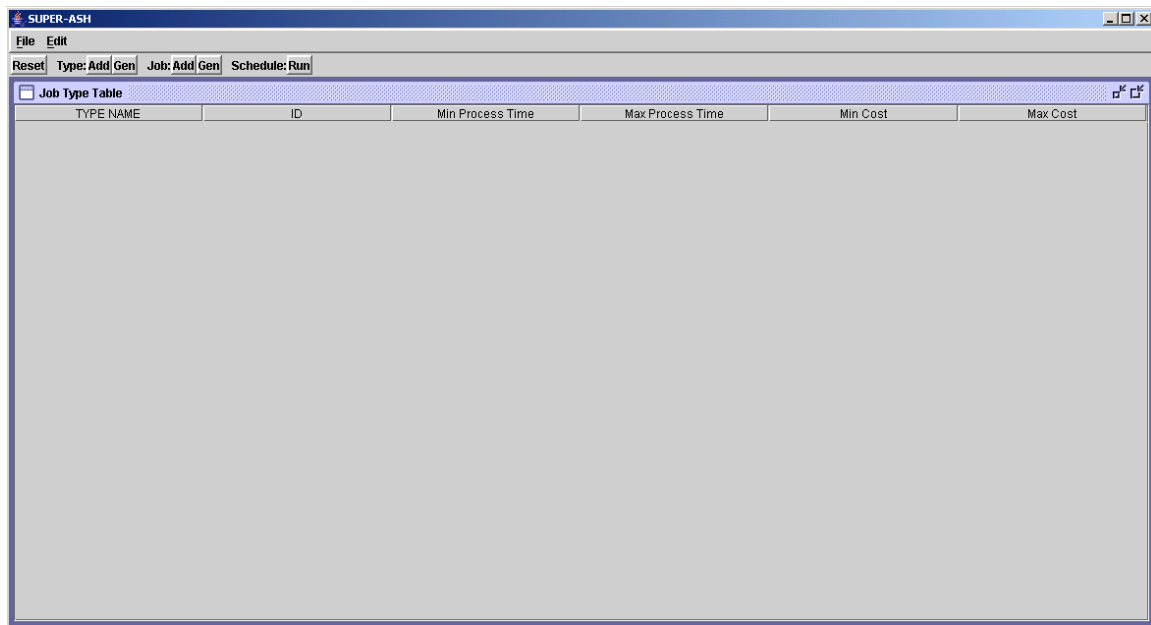 SUPER-ASH
File Edit
Reset Type: Add Gen Job: Add Gen Schedule: Run
Job Type Table
TYPE NAME ID Min Process Time Max Process Time Min Cost Max Cost